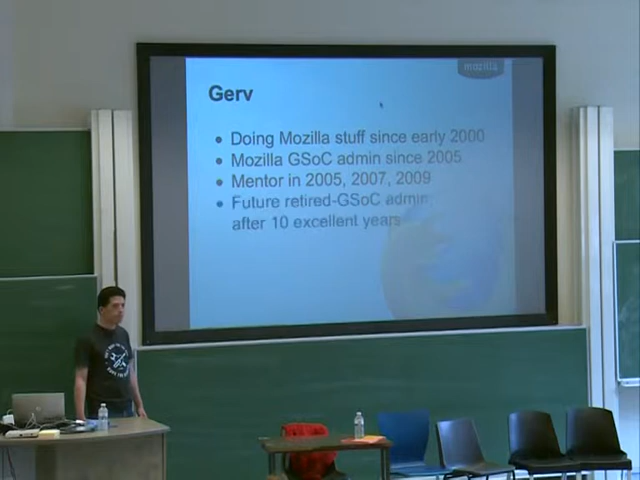 mozilla
Gerv
• Doing Mozilla stuff since early 2000
• Mozilla GSoC admin since 2005
• Mentor in 2005, 2007, 2009
• Future retired-GSoC admin
after 10 excellent years